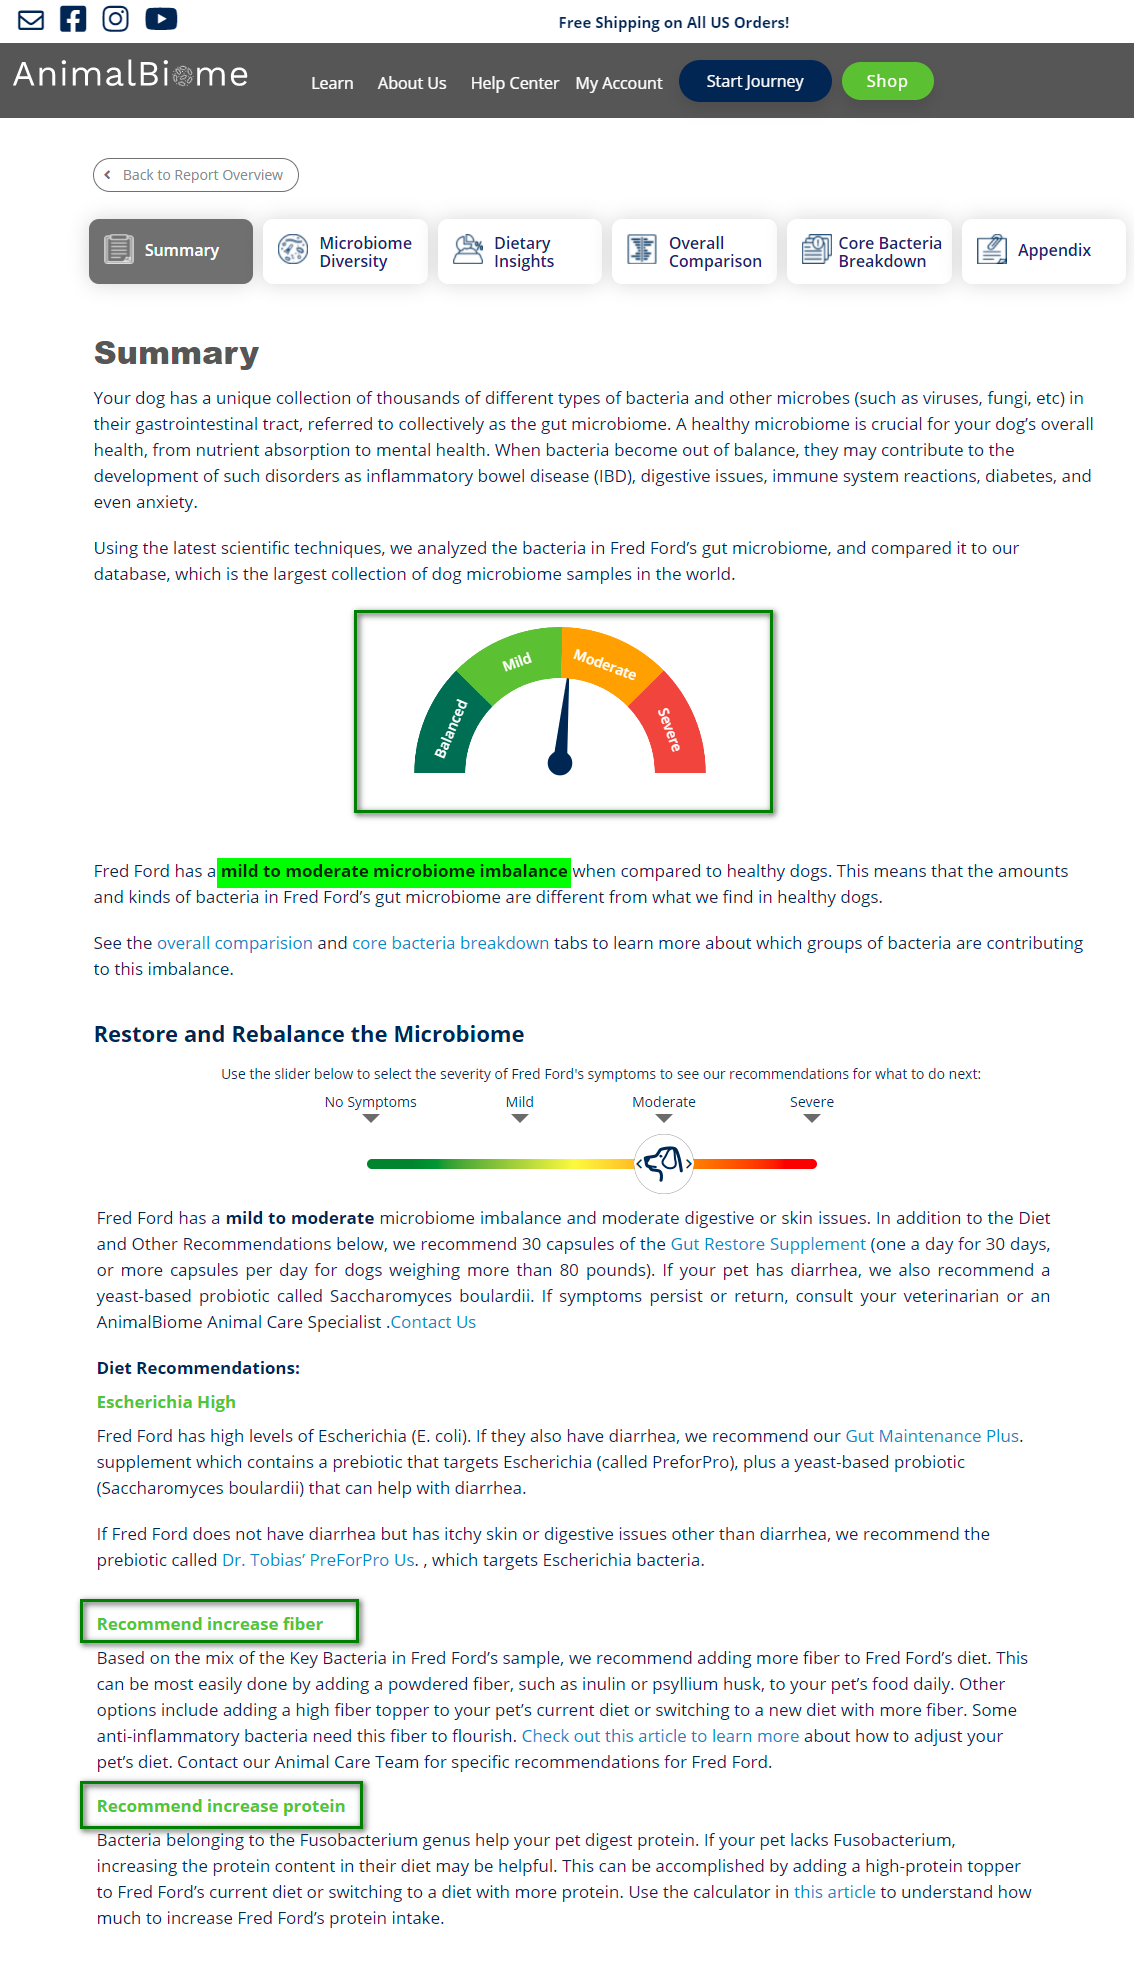 Free Shipping on All US Orders!
AnimalBiome
Learn About Us Help Center My Account Start Journey Shop
Back to Report Overview
Summary
Microbiome
Diversity
Dietary
Insights
Overall
Comparison
Core Bacteria
Breakdown
Appendix
Summary
Your dog has a unique collection of thousands of different types of bacteria and other microbes (such as viruses, fungi, etc) in
their gastrointestinal tract, referred to collectively as the gut microbiome. A healthy microbiome is crucial for your dog's overall
health, from nutrient absorption to mental health. When bacteria become out of balance, they may contribute to the
development of such disorders as inflammatory bowel disease (IBD), digestive issues, immune system reactions, diabetes, and
even anxiety.
Using the latest scientific techniques, we analyzed the bacteria in Fred Ford's gut microbiome, and compared it to our
database, which is the largest collection of dog microbiome samples in the world.
Balanced
Mild
Moderate
Severe
Fred Ford has a mild to moderate microbiome imbalance when compared to healthy dogs. This means that the amounts
and kinds of bacteria in Fred Ford's gut microbiome are different from what we find in healthy dogs.
See the overall comparision and core bacteria breakdown tabs to learn more about which groups of bacteria are contributing
to this imbalance.
Restore and Rebalance the Microbiome
Use the slider below to select the severity of Fred Ford's symptoms to see our recommendations for what to do next:
No Symptoms Mild Moderate Severe
Fred Ford has a mild to moderate microbiome imbalance and moderate digestive or skin issues. In addition to the Diet
and Other Recommendations below, we recommend 30 capsules of the Gut Restore Supplement (one a day for 30 days,
or more capsules per day for dogs weighing more than 80 pounds). If your pet has diarrhea, we also recommend a
yeast-based probiotic called Saccharomyces boulardii. If symptoms persist or return, consult your veterinarian or an
AnimalBiome Animal Care Specialist .Contact Us
Diet Recommendations:
Escherichia High
Fred Ford has high levels of Escherichia (E. coli). If they also have diarrhea, we recommend our Gut Maintenance Plus.
supplement which contains a prebiotic that targets Escherichia (called PreforPro), plus a yeast-based probiotic
(Saccharomyces boulardii) that can help with diarrhea.
If Fred Ford does not have diarrhea but has itchy skin or digestive issues other than diarrhea, we recommend the
prebiotic called Dr. Tobias' PreForPro Us. , which targets Escherichia bacteria.
Recommend increase fiber
Based on the mix of the Key Bacteria in Fred Ford's sample, we recommend adding more fiber to Fred Ford's diet. This
can be most easily done by adding a powdered fiber, such as inulin or psyllium husk, to your pet's food daily. Other
options include adding a high fiber topper to your pet's current diet or switching to a new diet with more fiber. Some
anti-inflammatory bacteria need this fiber to flourish. Check out this article to learn more about how to adjust your
pet's diet. Contact our Animal Care Team for specific recommendations for Fred Ford.
Recommend increase protein
Bacteria belonging to the Fusobacterium genus help your pet digest protein. If your pet lacks Fusobacterium,
increasing the protein content in their diet may be helpful. This can be accomplished by adding a high-protein topper
to Fred Ford's current diet or switching to a diet with more protein. Use the calculator in this article to understand how
much to increase Fred Ford's protein intake.